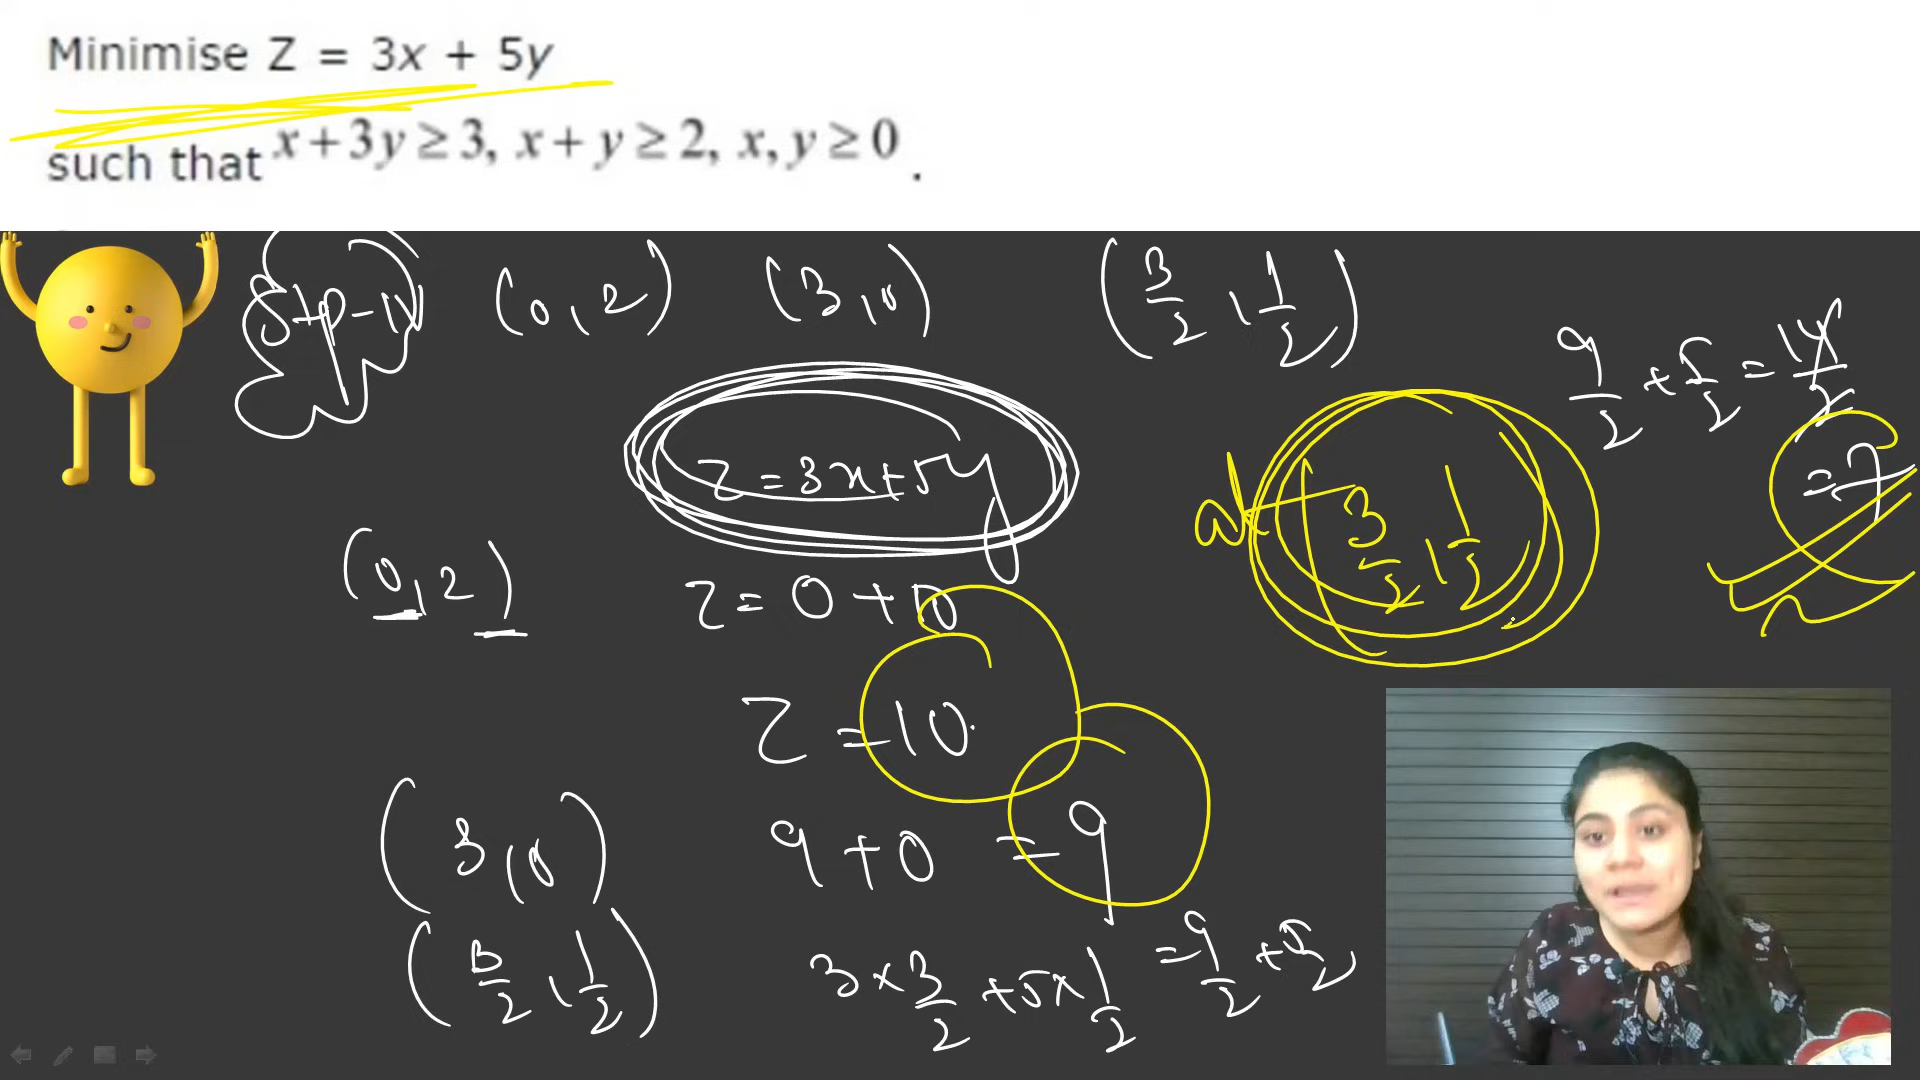 Minimise Z = 3x + 5y
such that x+3y≥3, x+y≥2, x,y≥0 .
(0,2) (3,0) (3/2, 1/2)
9/2 + 5/2 = 14/2
= 7
z = 3x+5y
at (3/2, 1/2
(0,2) z = 0 + 10
z = 10
(3,0) 9 + 0 = 9
(3/2, 1/2) 3 × 3/2 + 5 × 1/2 = 9/2 + 5/2